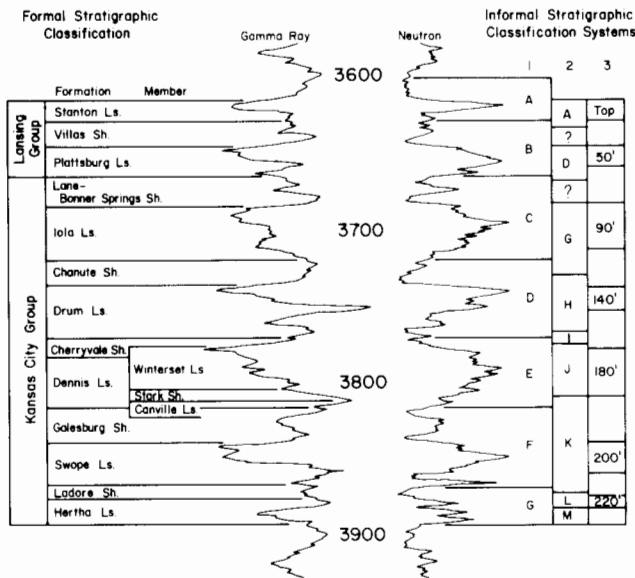 Formal Stratigraphic
Classification
Gamma Ray
Neutron
Informal Stratigraphic
Classification Systems
1 2 3
Formation Member
3600
3700
3800
3900
Lansing
Group
Kansas City Group
Stanton Ls.
Villas Sh.
Plattsburg Ls.
Lane-
Bonner Springs Sh.
Iola Ls.
Chanute Sh.
Drum Ls.
Cherryvale Sh.
Winterset Ls
Dennis Ls.
Stark Sh.
Canville Ls.
Galesburg Sh.
Swope Ls.
Ladore Sh.
Hertha Ls.
A
B
C
D
E
F
G
A
?
D
?
G
H
I
J
K
L
M
Top
50'
90'
140'
180'
200'
220'